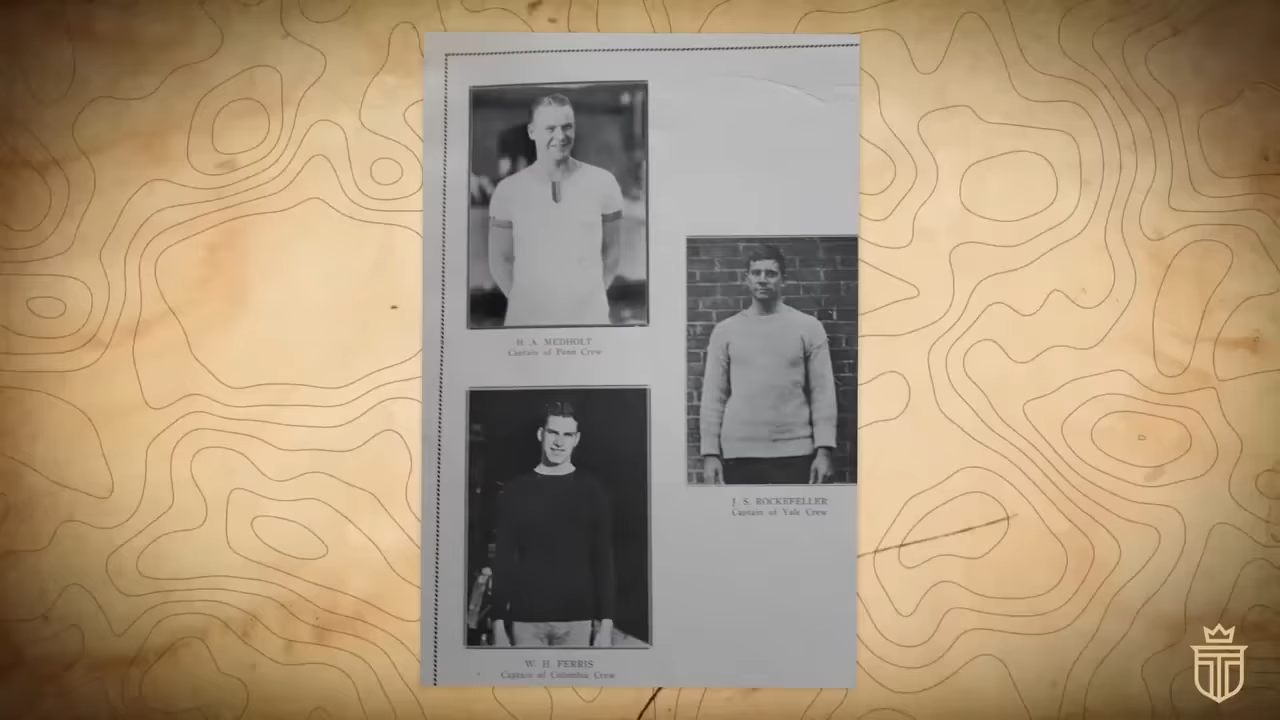 H. A. MEDHOLT
Captain of Penn Crew
J. S. ROCKEFELLER
Captain of Yale Crew
W. H. FERRIS
Captain of Columbia Crew